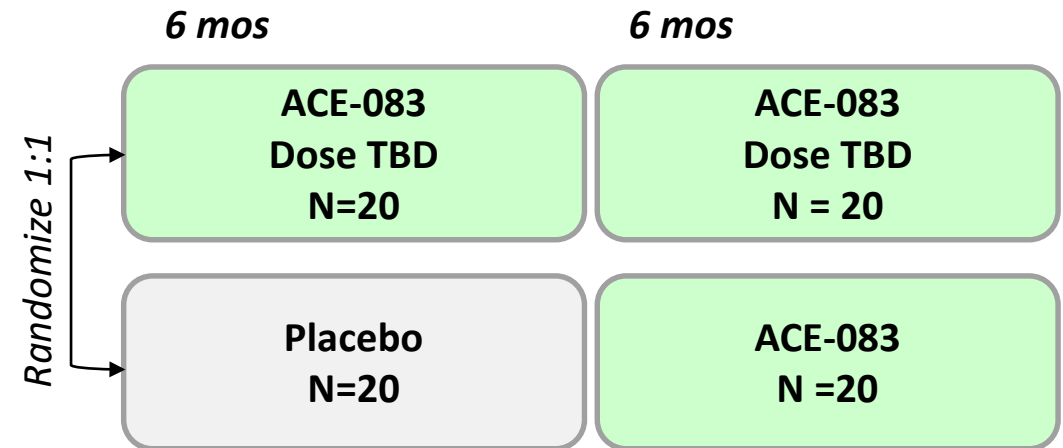 6 mos
6 mos
Randomize 1:1
ACE-083
Dose TBD
N=20
ACE-083
Dose TBD
N = 20
Placebo
N=20
ACE-083
N =20